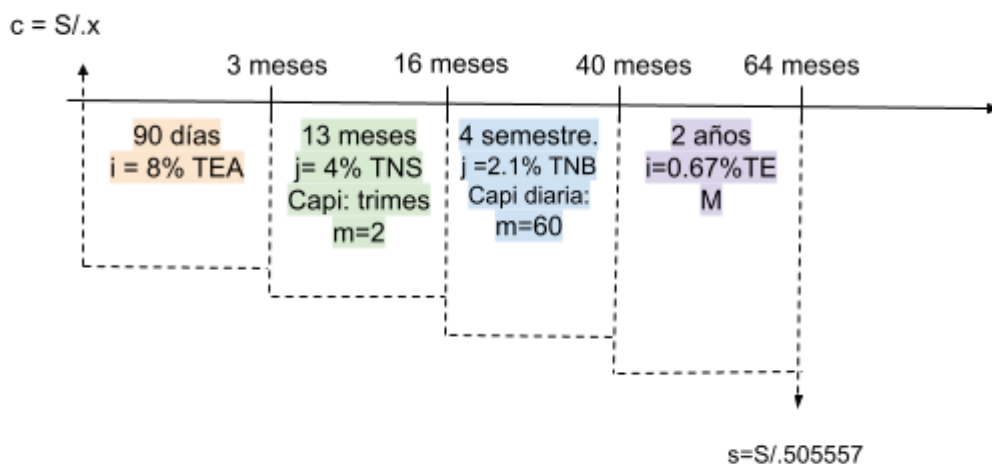 c = S/.x
3 meses
16 meses
40 meses
64 meses
90 días
i = 8% TEA
13 meses
j= 4% TNS
Capi: trimes
m=2
4 semestre.
j =2.1% TNB
Capi diaria:
m=60
2 años
i=0.67%TE
M
s=S/.505557